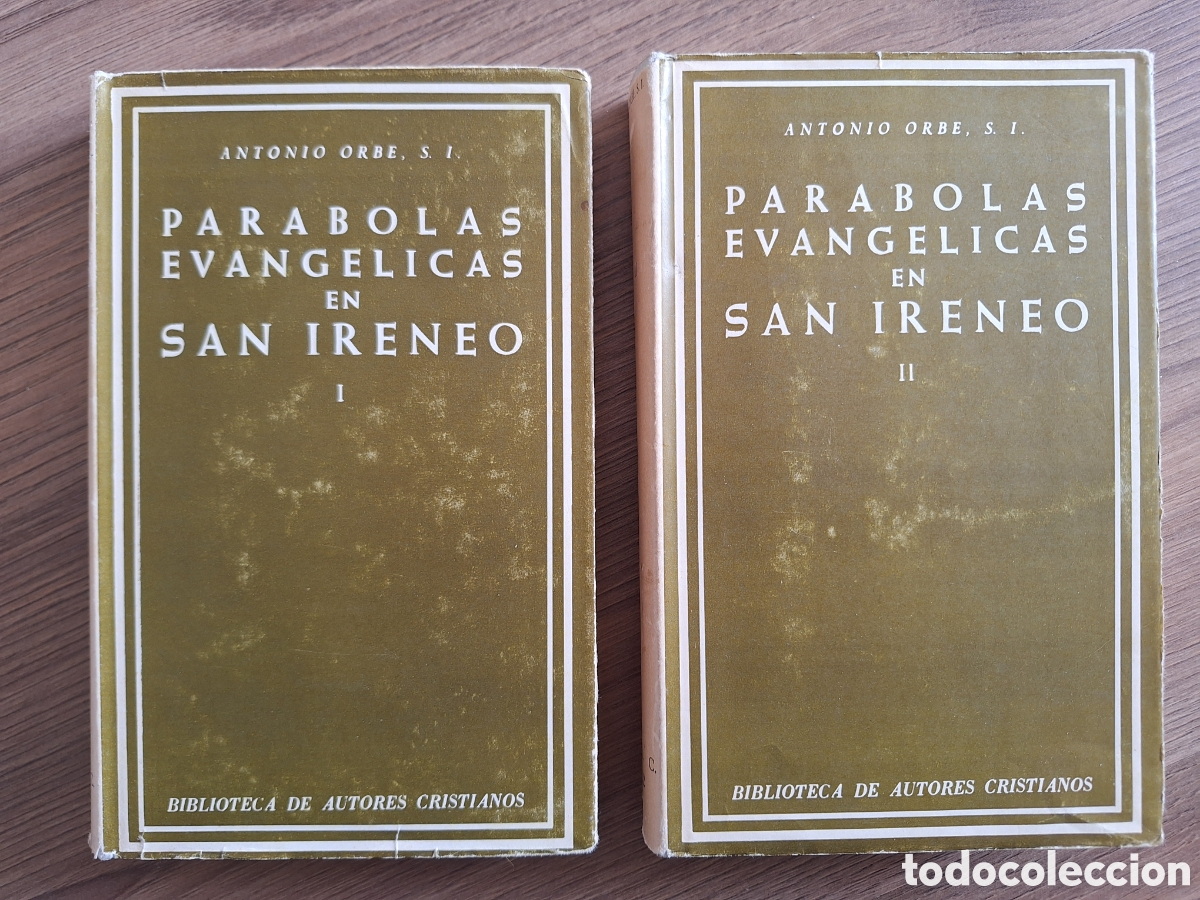 ANTONIO ORBE, S. I.
PARABOLAS
EVANGELICAS
EN
SAN IRENEO
I
BIBLIOTECA DE AUTORES CRISTIANOS
ANTONIO ORBE, S. I.
PARABOLAS
EVANGELICAS
EN
SAN IRENEO
II
BIBLIOTECA DE AUTORES CRISTIANOS
C.
todocoleccion